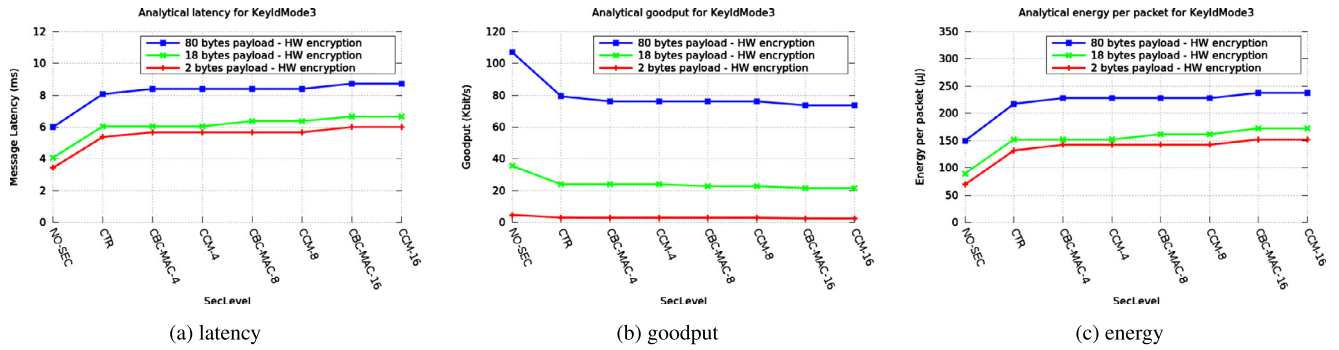 Analytical latency for KeyIdMode3
12
10
8
6
4
2
0
Message Latency (ms)
80 bytes payload - HW encryption
18 bytes payload - HW encryption
2 bytes payload - HW encryption
NO-SEC
CTR
CBC-MAC-4
CCM-4
CBC-MAC-8
CCM-8
CBC-MAC-16
CCM-16
SecLevel
(a) latency
Analytical goodput for KeyIdMode3
120
100
80
60
40
20
0
Goodput (Kbit/s)
80 bytes payload - HW encryption
18 bytes payload - HW encryption
2 bytes payload - HW encryption
NO-SEC
CTR
CBC-MAC-4
CCM-4
CBC-MAC-8
CCM-8
CBC-MAC-16
CCM-16
SecLevel
(b) goodput
Analytical energy per packet for KeyIdMode3
350
300
250
200
150
100
50
0
Energy per packet (μJ)
80 bytes payload - HW encryption
18 bytes payload - HW encryption
2 bytes payload - HW encryption
NO-SEC
CTR
CBC-MAC-4
CCM-4
CBC-MAC-8
CCM-8
CBC-MAC-16
CCM-16
SecLevel
(c) energy